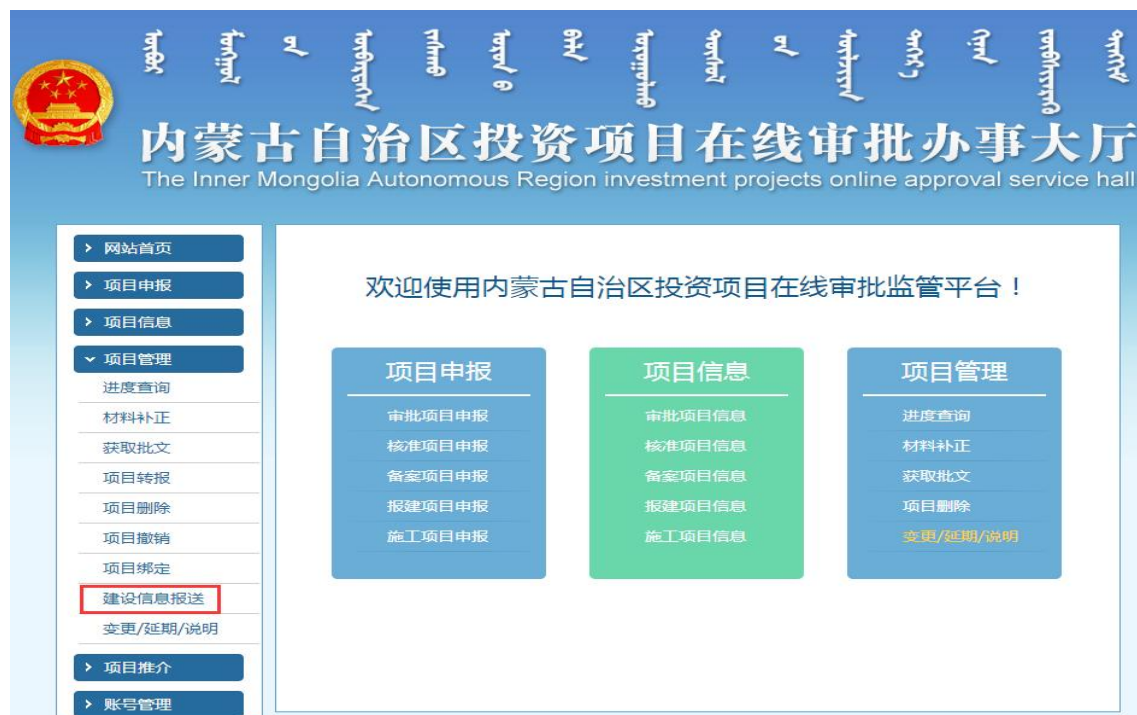 内蒙古自治区投资项目在线审批办事大厅
The Inner Mongolia Autonomous Region investment projects online approval service hall
网站首页
项目申报
项目信息
项目管理
进度查询
材料补正
获取批文
项目转报
项目删除
项目撤销
项目绑定
建设信息报送
变更/延期/说明
项目推介
账号管理
欢迎使用内蒙古自治区投资项目在线审批监管平台！
项目申报
审批项目申报
核准项目申报
备案项目申报
报建项目申报
施工项目申报
项目信息
审批项目信息
核准项目信息
备案项目信息
报建项目信息
施工项目信息
项目管理
进度查询
材料补正
获取批文
项目删除
变更/延期/说明